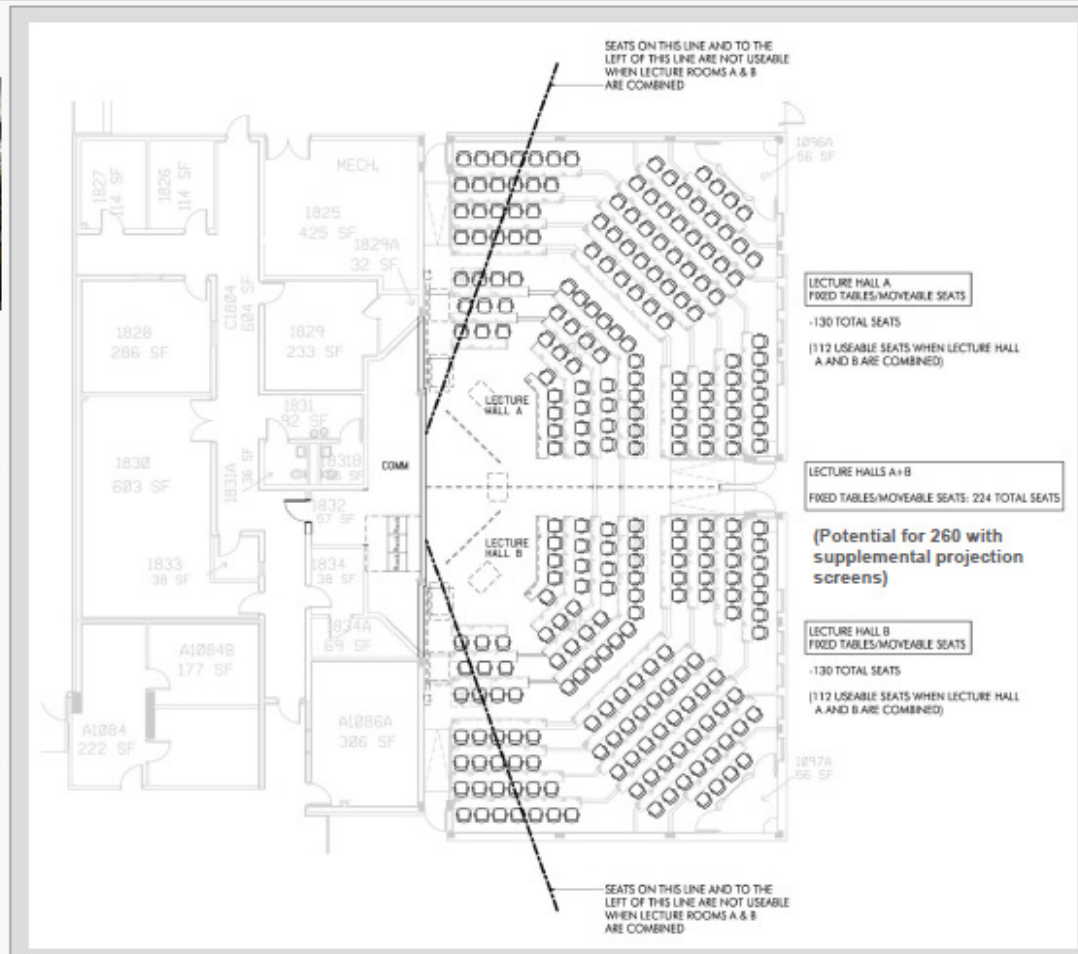 SEATS ON THIS LINE AND TO THE
LEFT OF THIS LINE ARE NOT USEABLE
WHEN LECTURE ROOMS A & B
ARE COMBINED
1827
114 SF
1826
114 SF
MECH.
1825
425 SF
1829A
32 SF
1096A
56 SF
C1804
604 SF
1828
286 SF
1829
233 SF
LECTURE HALL A
FIXED TABLES/MOVEABLE SEATS
-130 TOTAL SEATS
(112 USEABLE SEATS WHEN LECTURE HALL
A AND B ARE COMBINED)
LECTURE
HALL A
1831
92 SF
1830
603 SF
1831A
36 SF
1831B
COMM
1832
57 SF
LECTURE HALLS A+B
FIXED TABLES/MOVEABLE SEATS: 224 TOTAL SEATS
(Potential for 260 with
supplemental projection
screens)
LECTURE
HALL B
1833
38 SF
1834
38 SF
1834A
69 SF
LECTURE HALL B
FIXED TABLES/MOVEABLE SEATS
-130 TOTAL SEATS
(112 USEABLE SEATS WHEN LECTURE HALL
A AND B ARE COMBINED)
A1084B
177 SF
A1084
222 SF
A1086A
306 SF
1097A
56 SF
SEATS ON THIS LINE AND TO THE
LEFT OF THIS LINE ARE NOT USEABLE
WHEN LECTURE ROOMS A & B
ARE COMBINED